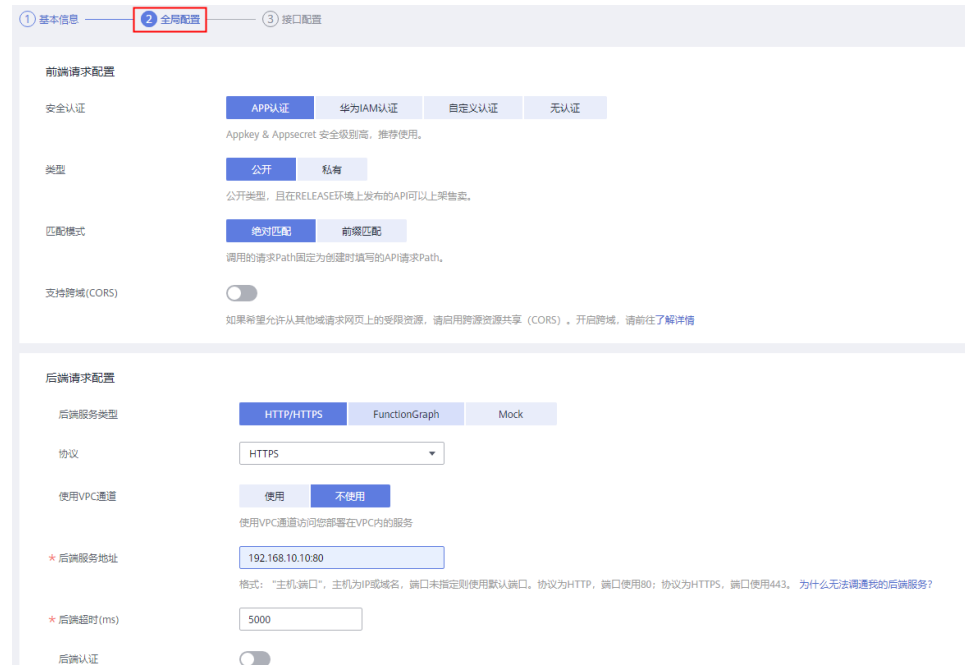 1 基本信息 2 全局配置 3 接口配置
前端请求配置
安全认证 APP认证 华为IAM认证 自定义认证 无认证
Appkey & Appsecret 安全级别高，推荐使用。
类型 公开 私有
公开类型，且在RELEASE环境上发布的API可以上架售卖。
匹配模式 绝对匹配 前缀匹配
调用的请求Path固定为创建时填写的API请求Path。
支持跨域(CORS)
如果希望允许从其他域请求网页上的受限资源，请启用跨源资源共享（CORS）。开启跨域，请前往了解详情
后端请求配置
后端服务类型 HTTP/HTTPS FunctionGraph Mock
协议 HTTPS
使用VPC通道 使用 不使用
使用VPC通道访问您部署在VPC内的服务
* 后端服务地址 192.168.10.10:80
格式： "主机:端口"，主机为IP或域名，端口未指定则使用默认端口。协议为HTTP，端口使用80；协议为HTTPS，端口使用443。 为什么无法调通我的后端服务?
* 后端超时(ms) 5000
后端认证